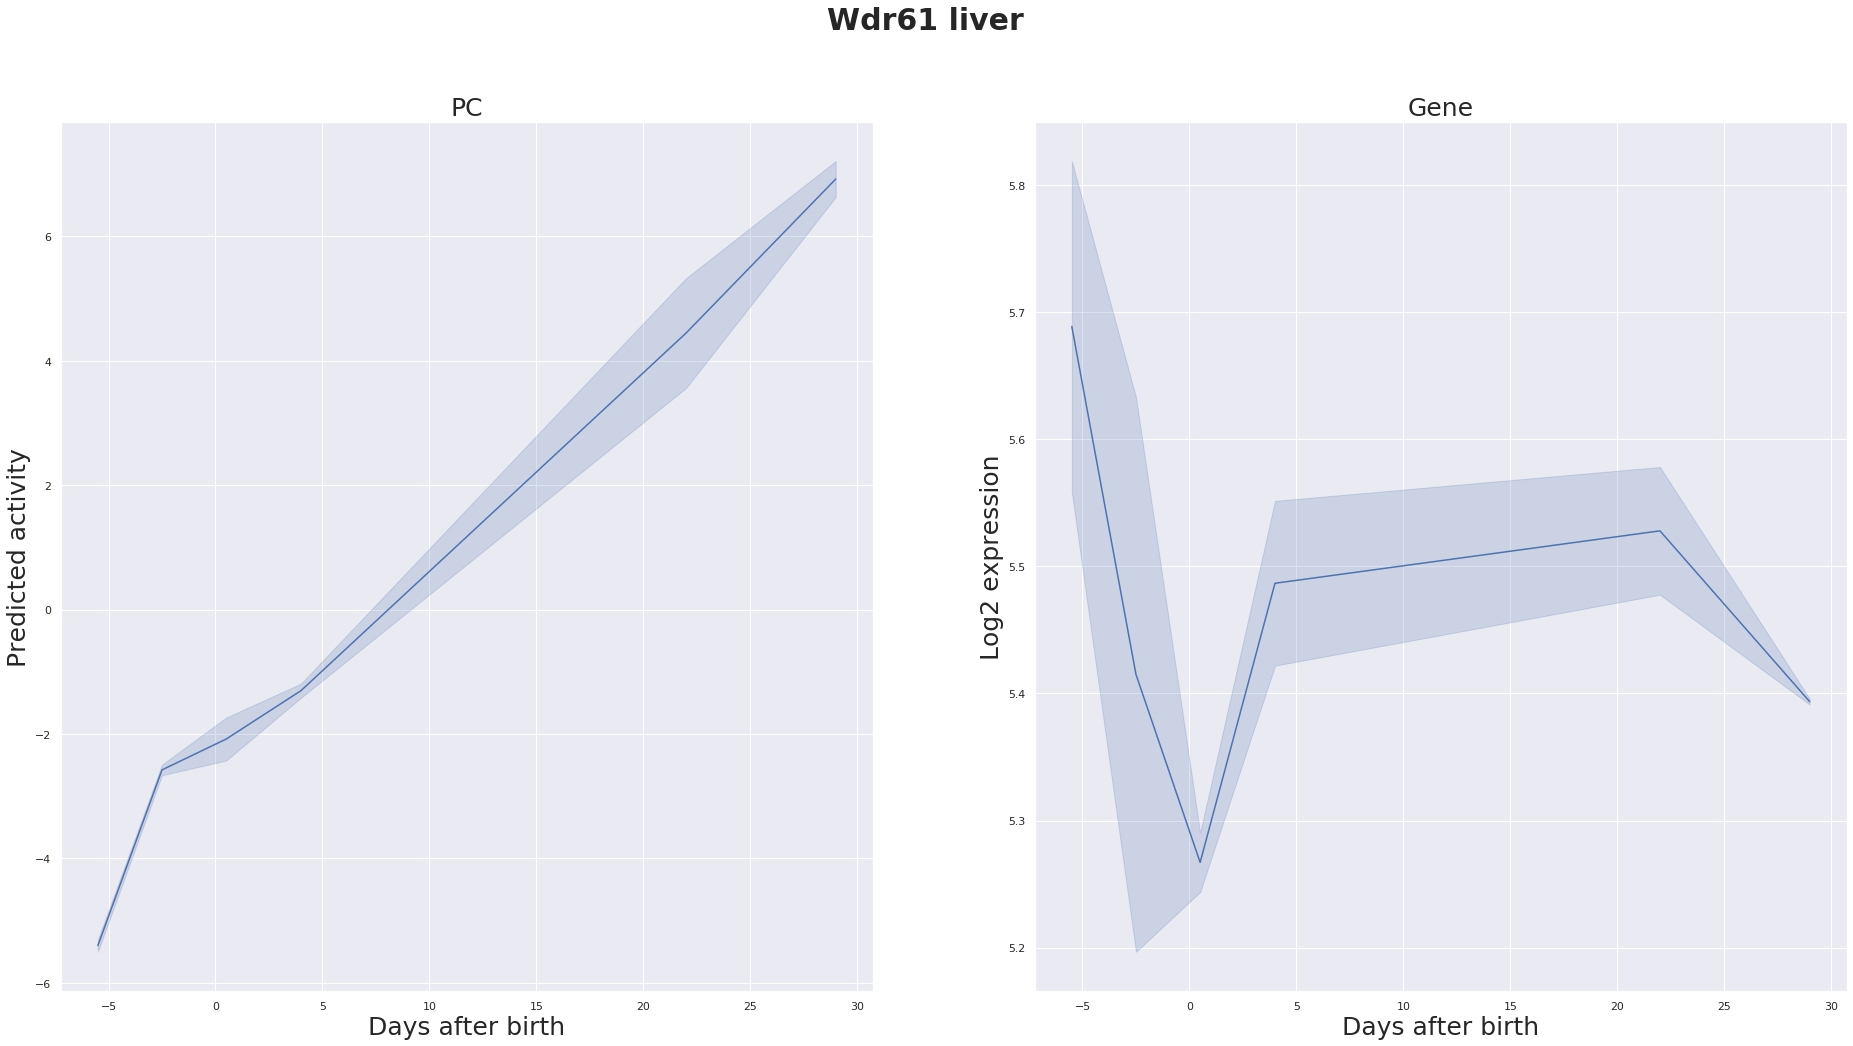 Wdr61 liver
PC
Predicted activity
6
4
2
0
−2
−4
−6
−5 0 5 10 15 20 25 30
Days after birth
Gene
Log2 expression
5.8
5.7
5.6
5.5
5.4
5.3
5.2
−5 0 5 10 15 20 25 30
Days after birth